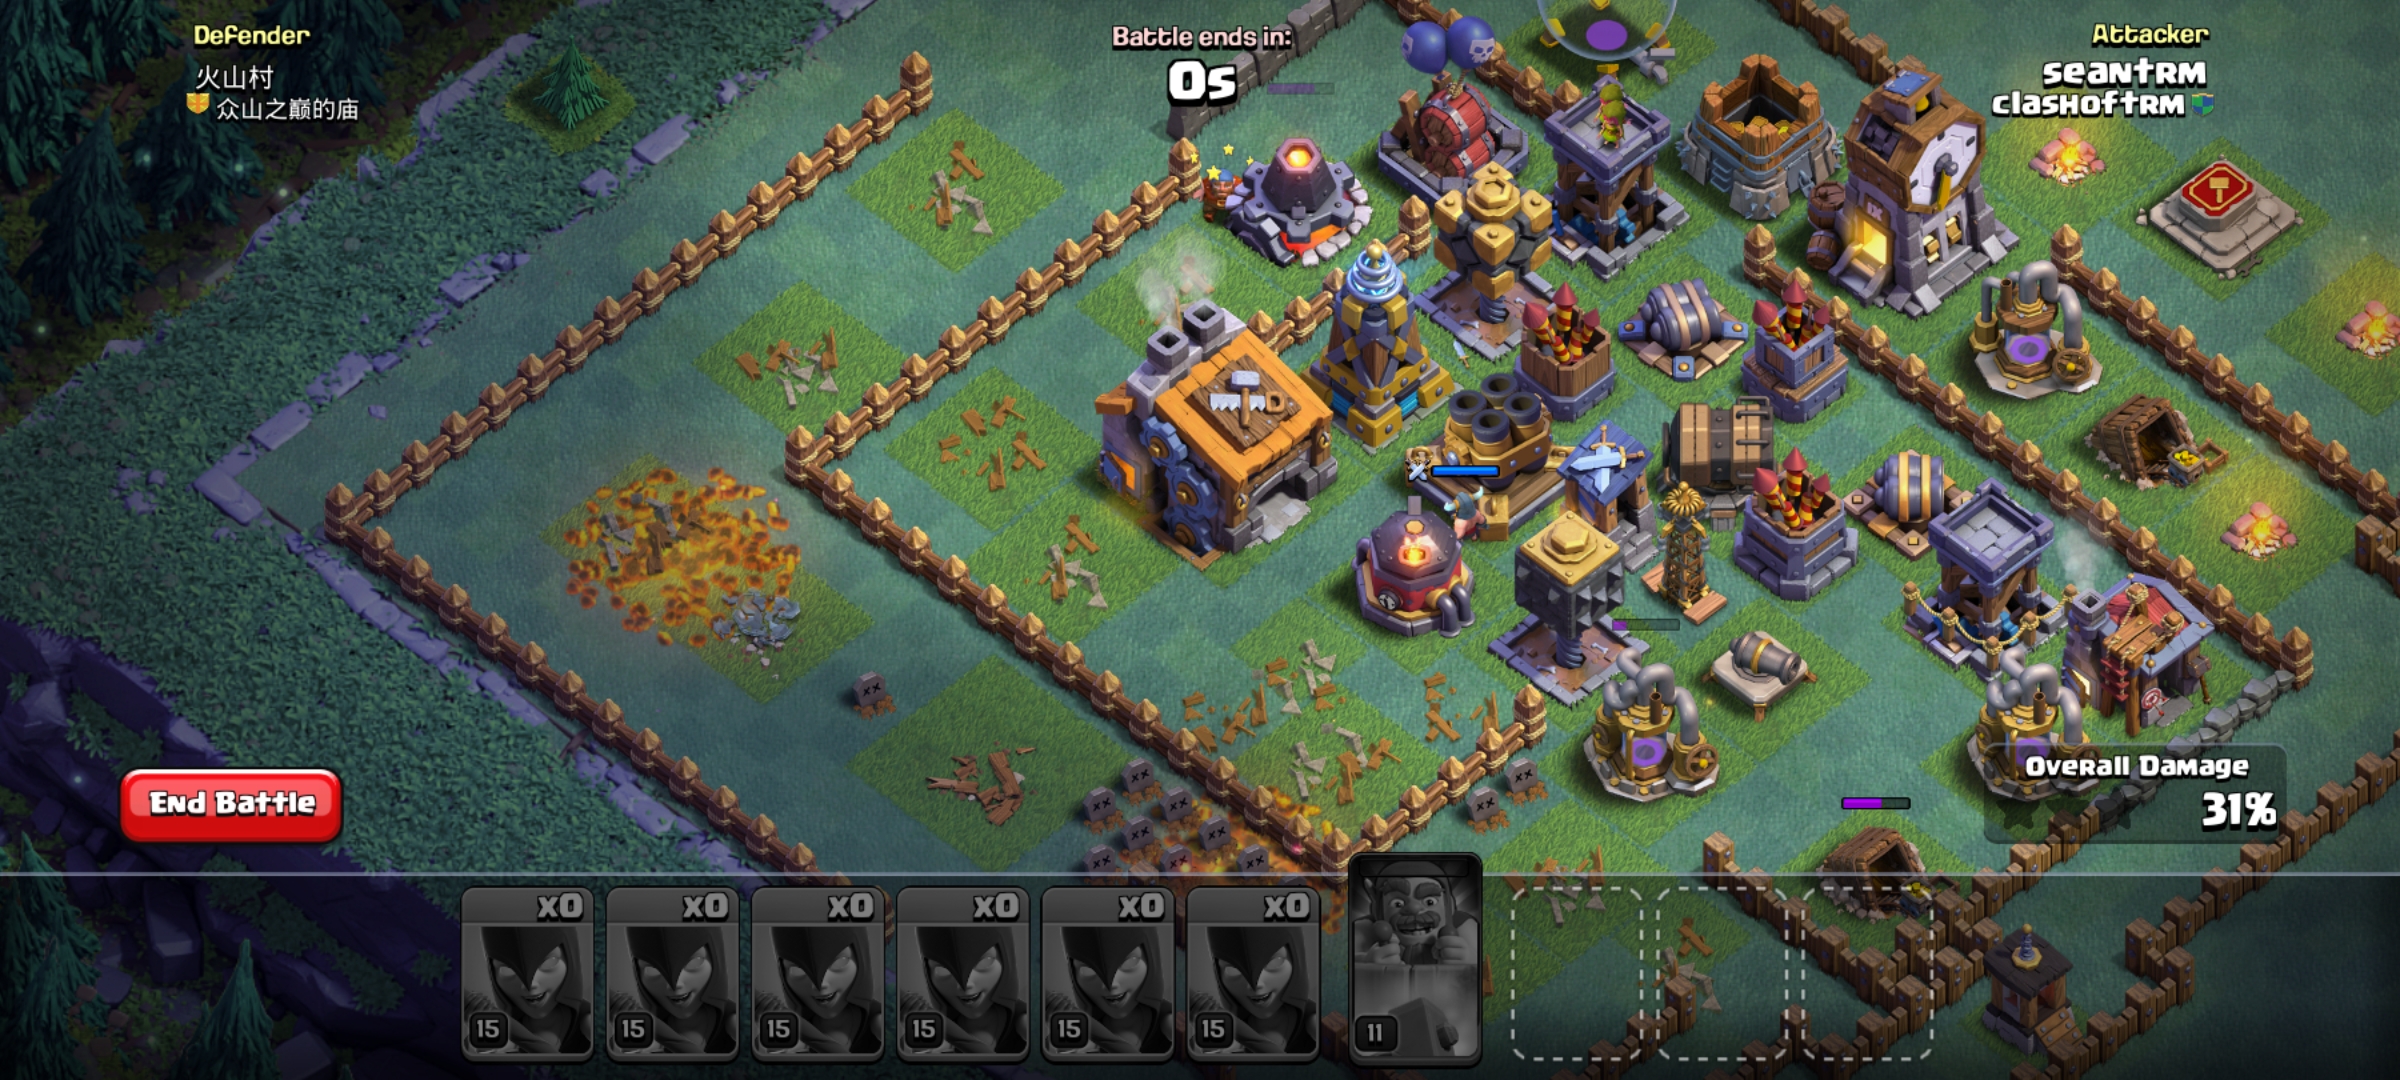 Defender
火山村
众山之巅的庙
Battle ends in:
0s
Attacker
seantRM
clashoftRM
End Battle
Overall Damage
31%
x0 x0 x0 x0 x0 x0
15 15 15 15 15 15 11